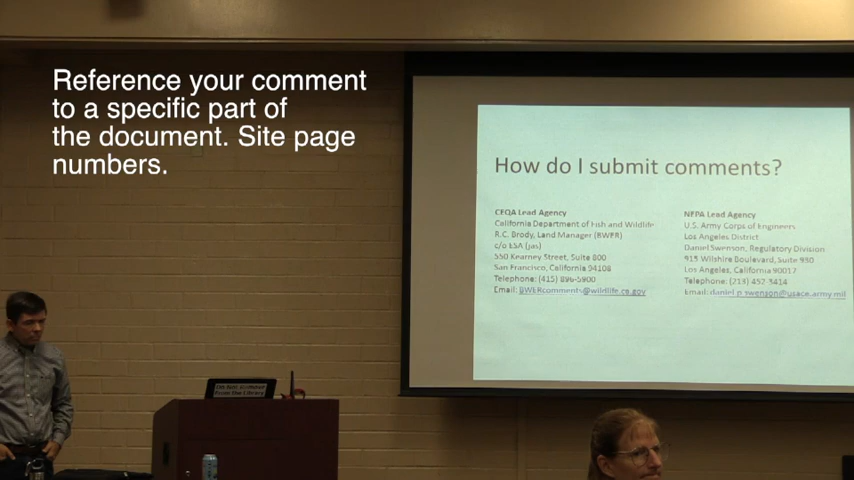 Reference your comment
to a specific part of
the document. Site page
numbers.
How do I submit comments?
CEQA Lead Agency
California Department of Fish and Wildlife
R.C. Brody, Land Manager (BWER)
c/o ESA (jas)
550 Kearney Street, Suite 800
San Francisco, California 94108
Telephone: (415) 896-5900
Email: BWERcomments@wildlife.ca.gov
NEPA Lead Agency
U.S. Army Corps of Engineers
Los Angeles District
Daniel Swenson, Regulatory Division
915 Wilshire Boulevard, Suite 930
Los Angeles, California 90017
Telephone: (213) 452-3414
Email: daniel.p.swenson@usace.army.mil
from the Library